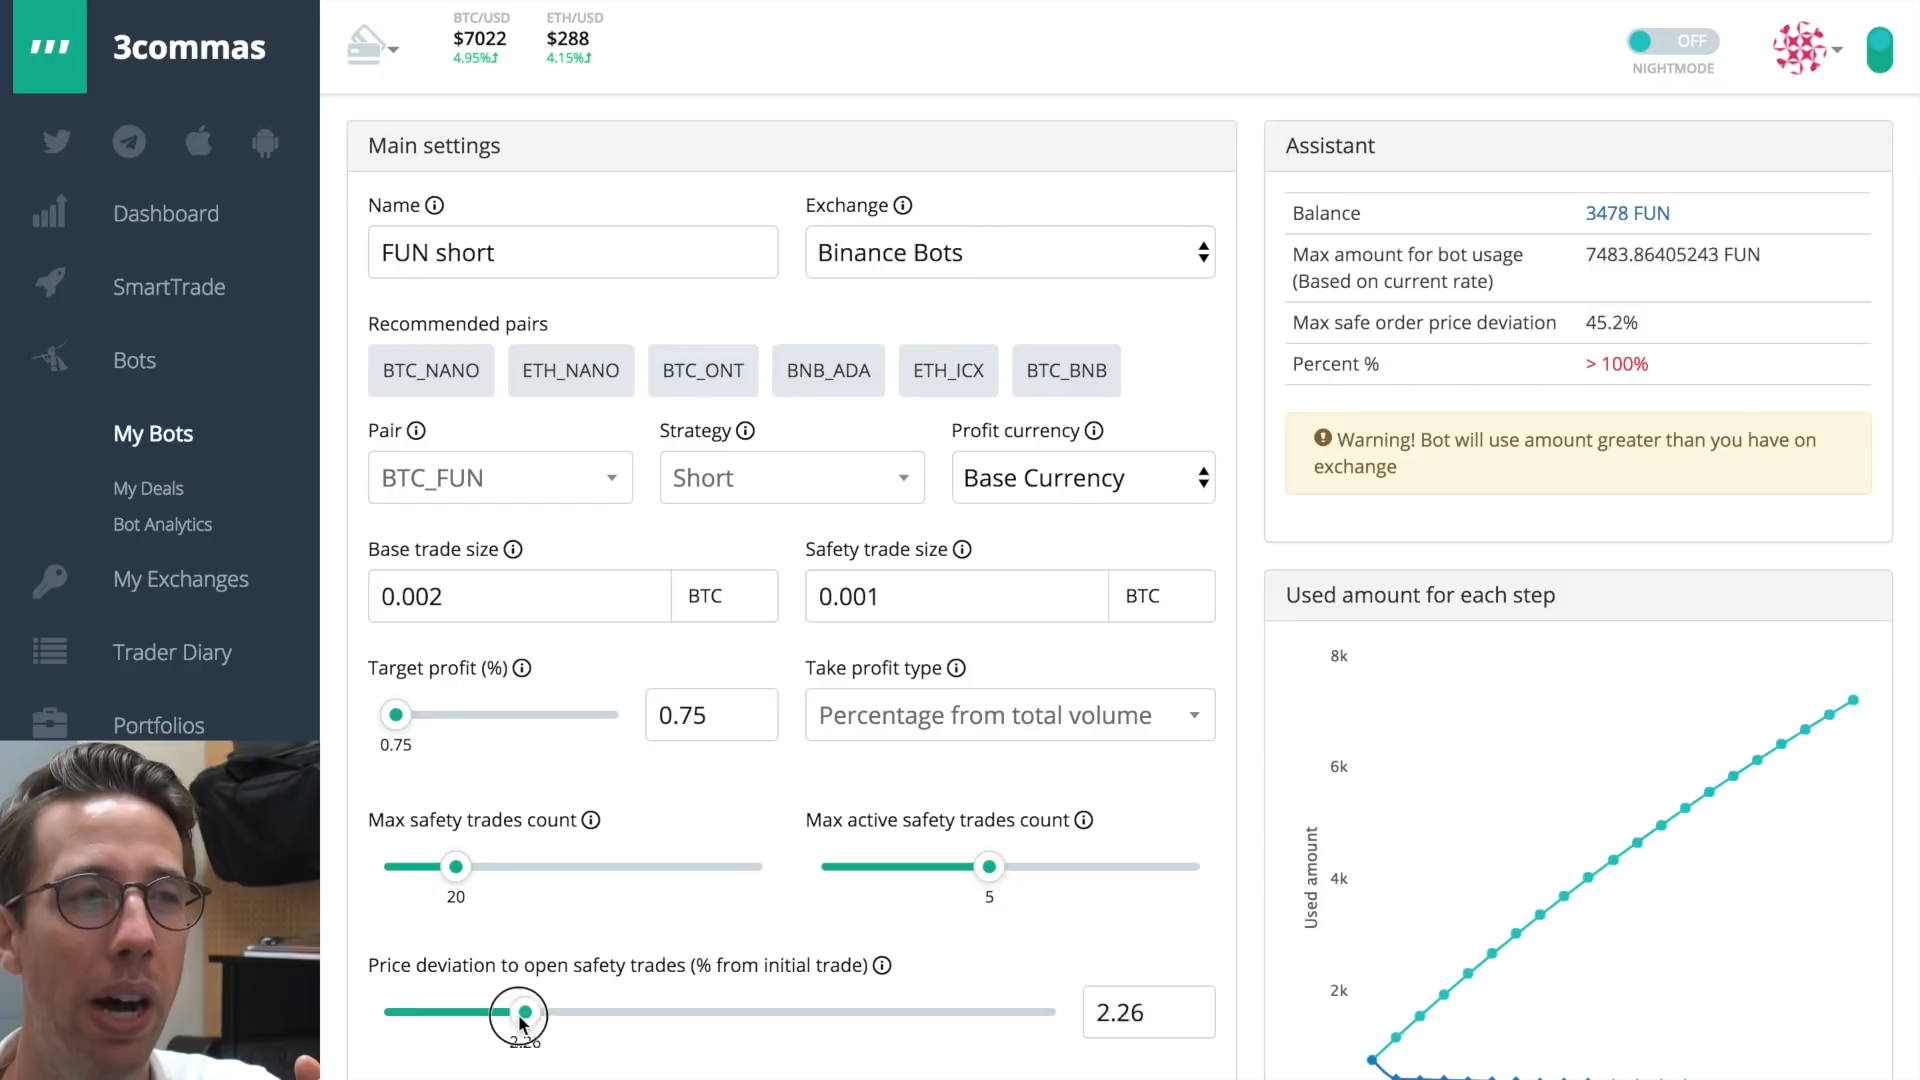 3commas
BTC/USD
$7022
4.95%
ETH/USD
$288
4.15%
OFF
NIGHTMODE
Dashboard
SmartTrade
Bots
My Bots
My Deals
Bot Analytics
My Exchanges
Trader Diary
Portfolios
Main settings
Name
Exchange
FUN short
Binance Bots
Recommended pairs
BTC_NANO
ETH_NANO
BTC_ONT
BNB_ADA
ETH_ICX
BTC_BNB
Pair
Strategy
Profit currency
BTC_FUN
Short
Base Currency
Base trade size
Safety trade size
0.002
BTC
0.001
BTC
Target profit (%)
Take profit type
0.75
0.75
Percentage from total volume
Max safety trades count
Max active safety trades count
20
5
Price deviation to open safety trades (% from initial trade)
2.26
2.26
Assistant
Balance
3478 FUN
Max amount for bot usage
(Based on current rate)
7483.86405243 FUN
Max safe order price deviation
45.2%
Percent %
> 100%
Warning! Bot will use amount greater than you have on
exchange
Used amount for each step
8k
6k
4k
2k
Used amount